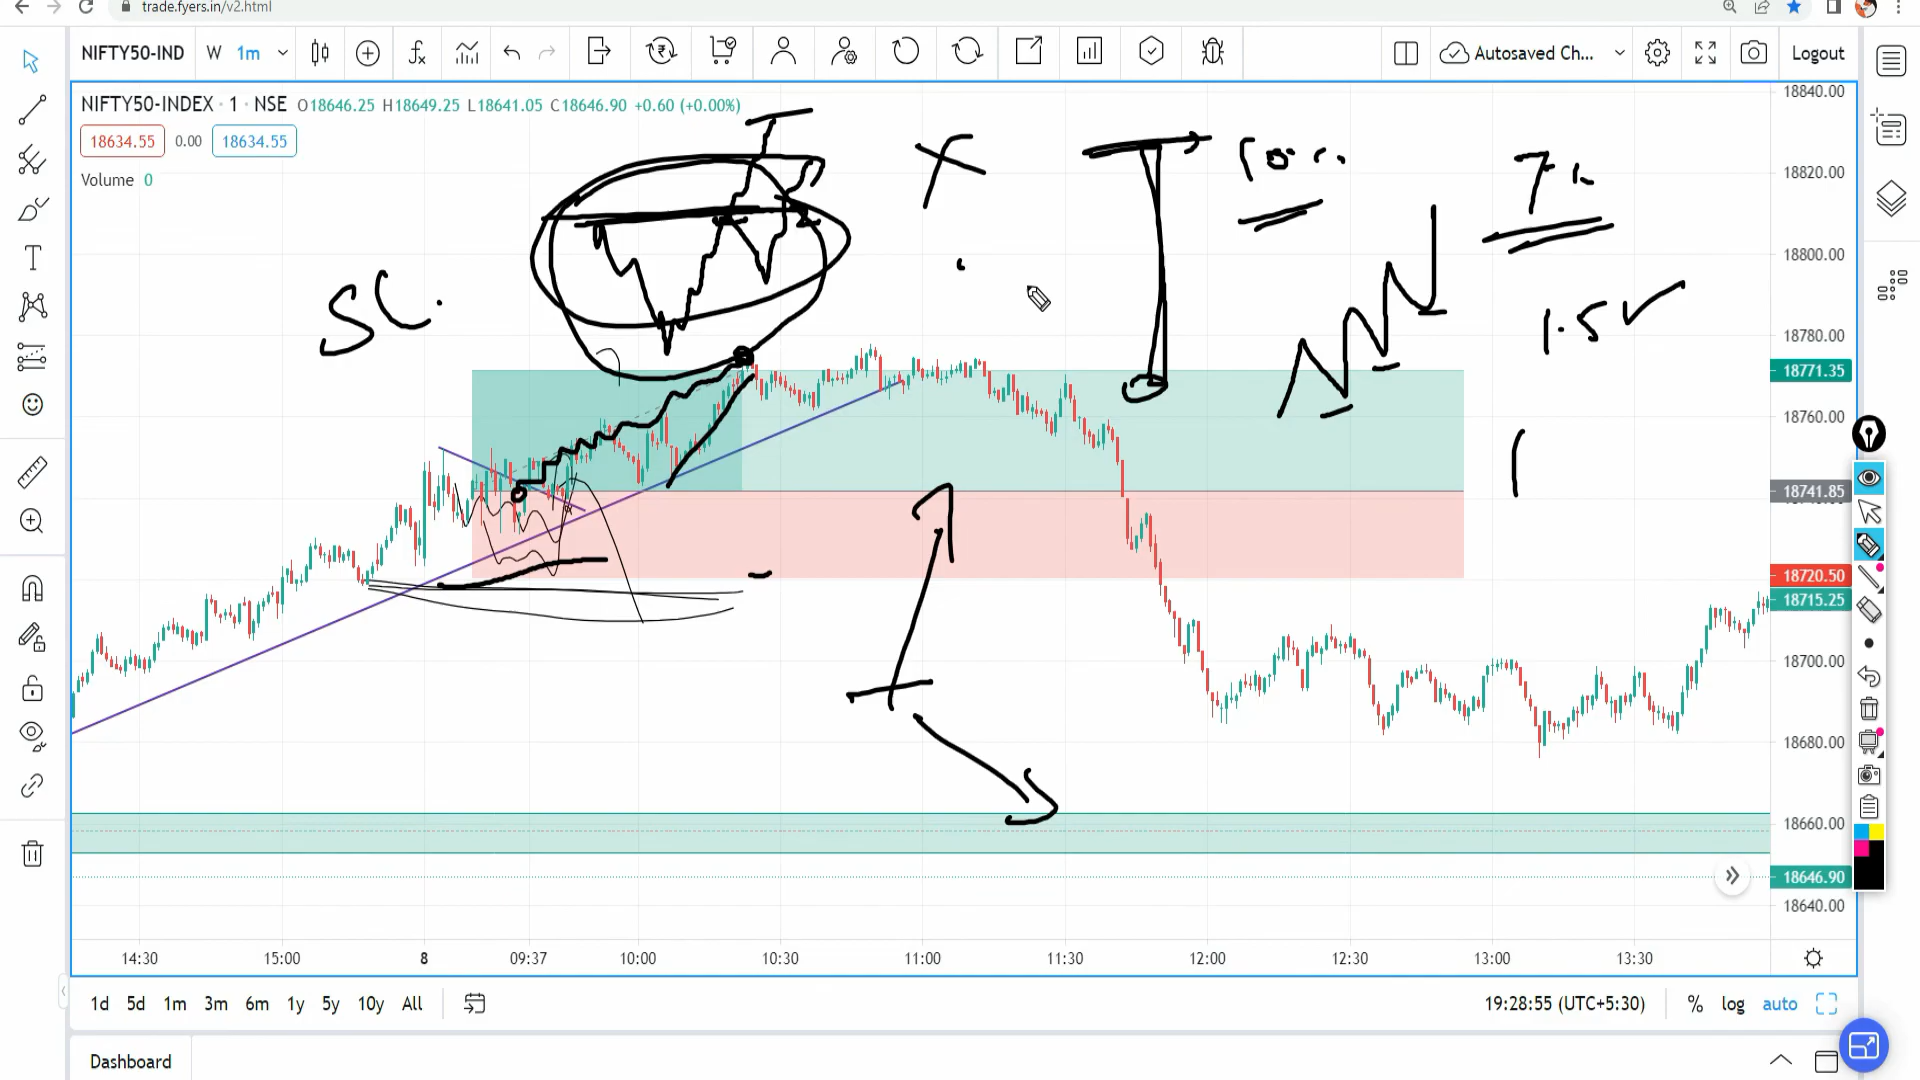 trade.fyers.in/v2.html
NIFTY50-IND W 1m Autosaved Ch... Logout
NIFTY50-INDEX · 1 · NSE O18646.25 H18649.25 L18641.05 C18646.90 +0.60 (+0.00%)
18634.55 0.00 18634.55
Volume 0
SC.
1.5 ✓
18840.00
18820.00
18800.00
18780.00
18771.35
18760.00
18741.85
18720.50
18715.25
18700.00
18680.00
18660.00
18646.90
18640.00
14:30 15:00 8 09:37 10:00 10:30 11:00 11:30 12:00 12:30 13:00 13:30
1d 5d 1m 3m 6m 1y 5y 10y All 19:28:55 (UTC+5:30) % log auto
Dashboard